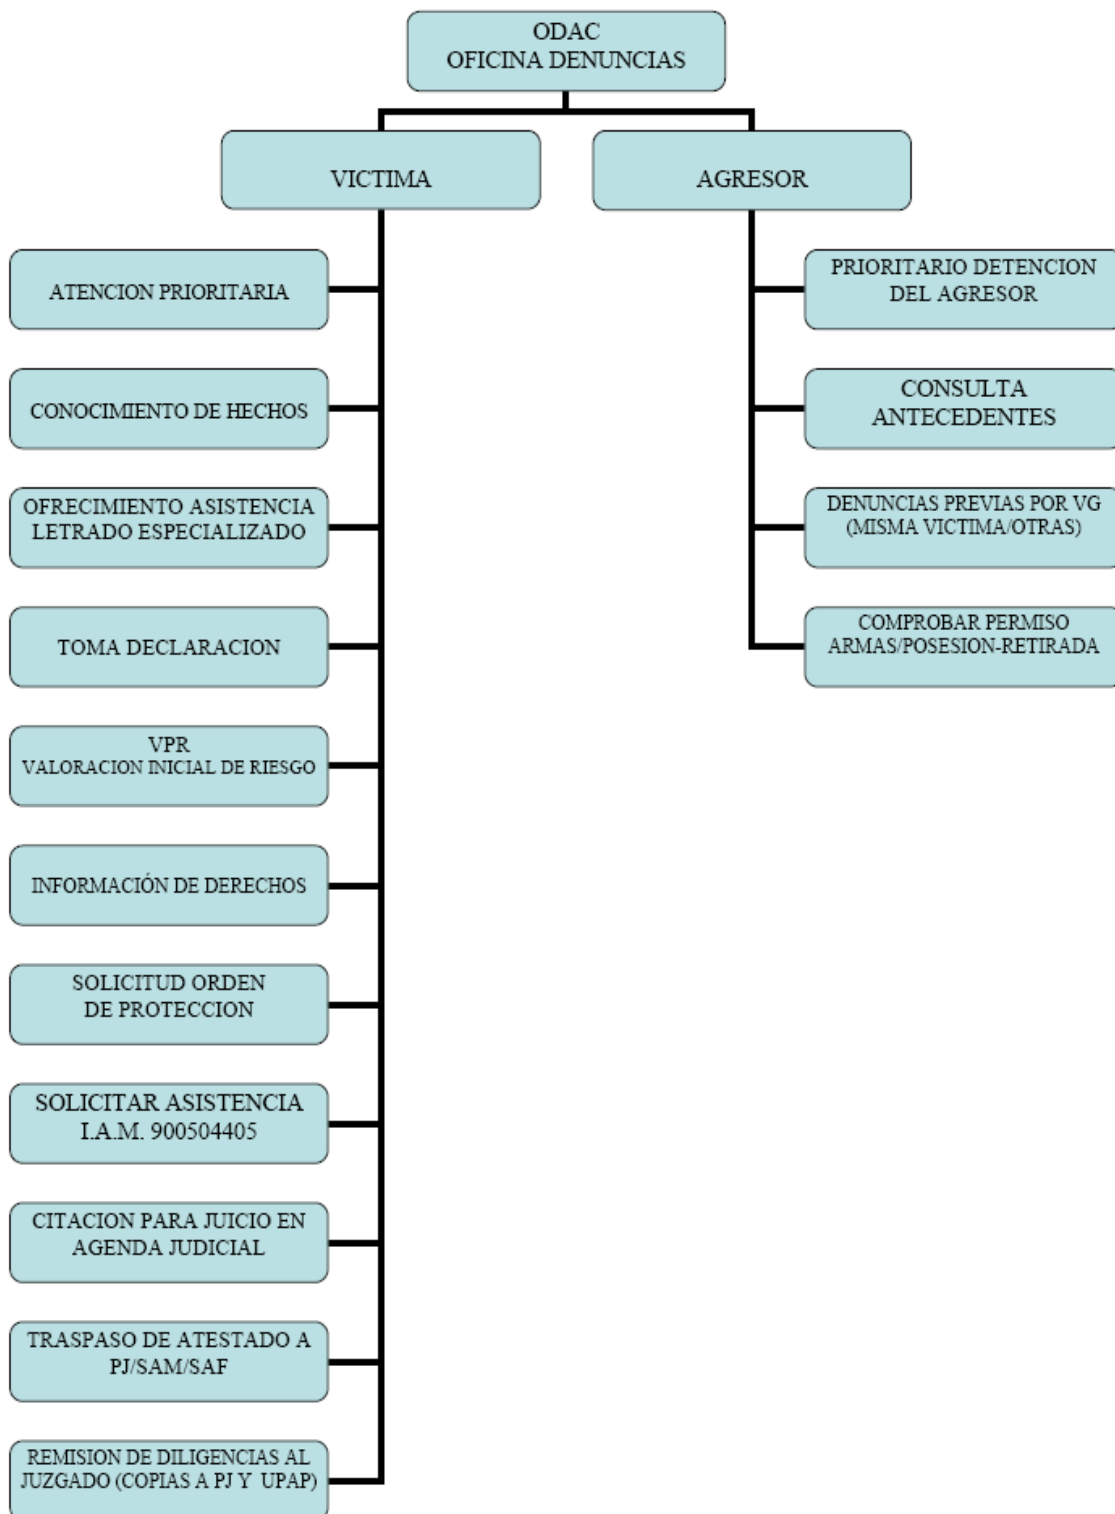 ODAC
OFICINA DENUNCIAS
VICTIMA
AGRESOR
ATENCION PRIORITARIA
CONOCIMIENTO DE HECHOS
OFRECIMIENTO ASISTENCIA
LETRADO ESPECIALIZADO
TOMA DECLARACION
VPR
VALORACION INICIAL DE RIESGO
INFORMACIÓN DE DERECHOS
SOLICITUD ORDEN
DE PROTECCION
SOLICITAR ASISTENCIA
I.A.M. 900504405
CITACION PARA JUICIO EN
AGENDA JUDICIAL
TRASPASO DE ATESTADO A
PJ/SAM/SAF
REMISION DE DILIGENCIAS AL
JUZGADO (COPIAS A PJ Y UPAP)
PRIORITARIO DETENCION
DEL AGRESOR
CONSULTA
ANTECEDENTES
DENUNCIAS PREVIAS POR VG
(MISMA VICTIMA/OTRAS)
COMPROBAR PERMISO
ARMAS/POSESION-RETIRADA